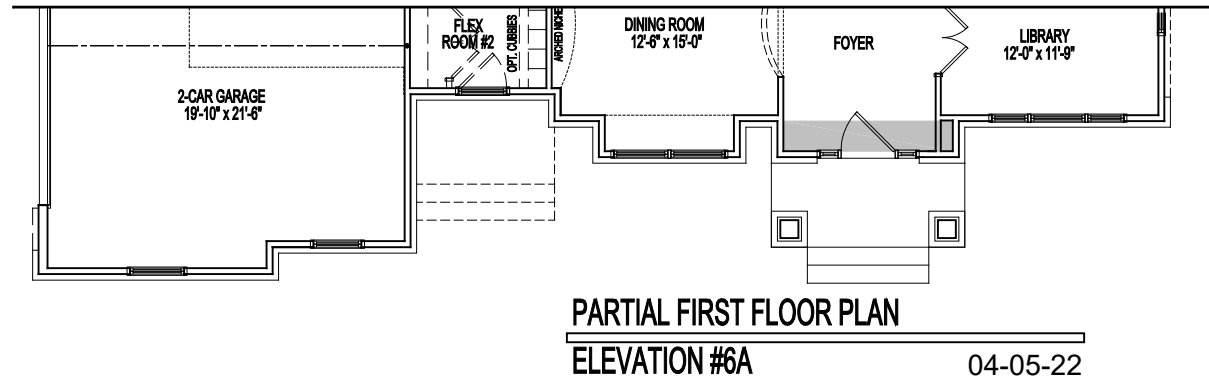 FLEX
ROOM #2
OPT. CUBBIES
ARCHED NICHE
DINING ROOM
12'-6" x 15'-0"
FOYER
LIBRARY
12'-0" x 11'-9"
2-CAR GARAGE
19'-10" x 21'-6"
PARTIAL FIRST FLOOR PLAN
ELEVATION #6A
04-05-22